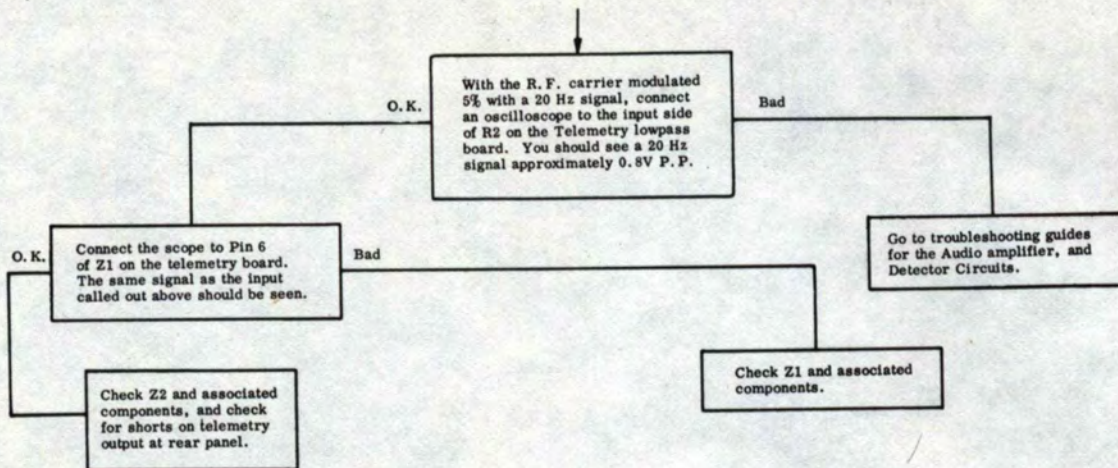 With the R. F. carrier modulated
5% with a 20 Hz signal, connect
an oscilloscope to the input side
of R2 on the Telemetry lowpass
board. You should see a 20 Hz
signal approximately 0.8V P. P.
O. K.
Bad
Connect the scope to Pin 6
of Z1 on the telemetry board.
The same signal as the input
called out above should be seen.
O. K.
Bad
Go to troubleshooting guides
for the Audio amplifier, and
Detector Circuits.
Check Z2 and associated
components, and check
for shorts on telemetry
output at rear panel.
Check Z1 and associated
components.